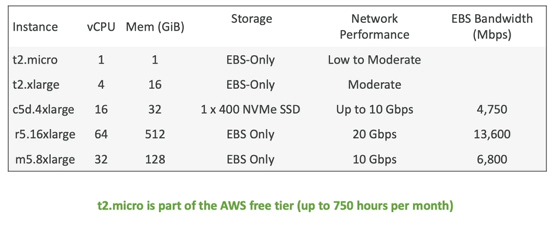 Instance vCPU Mem (GiB) Storage Network Performance EBS Bandwidth (Mbps)
t2.micro 1 1 EBS-Only Low to Moderate
t2.xlarge 4 16 EBS-Only Moderate
c5d.4xlarge 16 32 1 x 400 NVMe SSD Up to 10 Gbps 4,750
r5.16xlarge 64 512 EBS Only 20 Gbps 13,600
m5.8xlarge 32 128 EBS Only 10 Gbps 6,800
t2.micro is part of the AWS free tier (up to 750 hours per month)